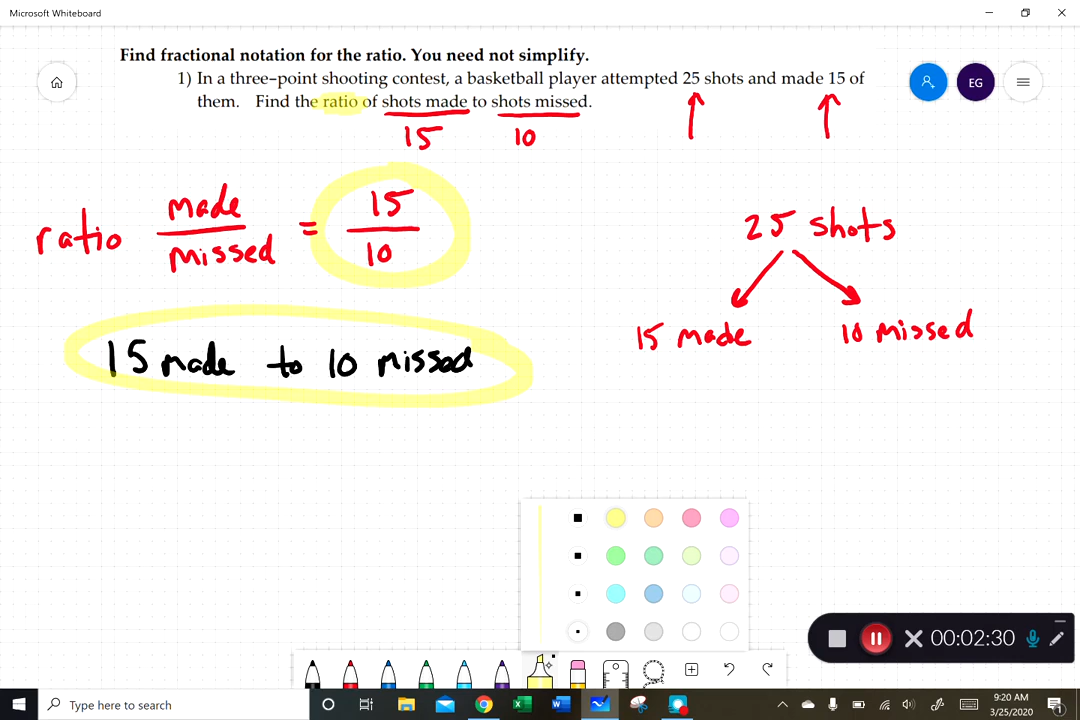 Microsoft Whiteboard
Find fractional notation for the ratio. You need not simplify.
1) In a three-point shooting contest, a basketball player attempted 25 shots and made 15 of
them. Find the ratio of shots made to shots missed.
EG
15 10
ratio made/missed = 15/10
25 shots
15 made 10 missed
15 made to 10 missed
00:02:30
Type here to search
9:20 AM
3/25/2020
1